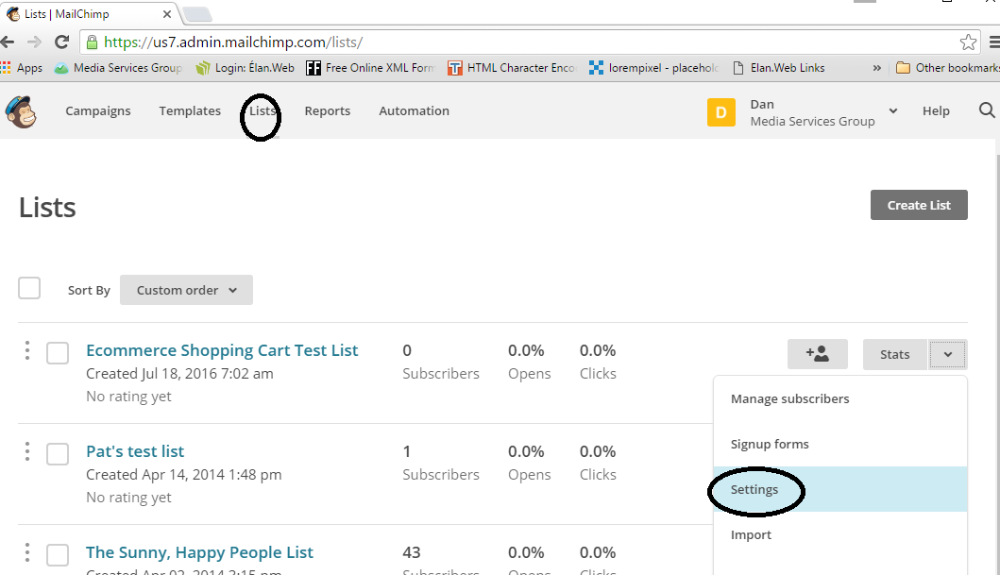 Lists | MailChimp
https://us7.admin.mailchimp.com/lists/
Apps Media Services Group Login: Élan.Web Free Online XML Form HTML Character Enco lorempixel - placehol Elan.Web Links » Other bookmarks
Campaigns Templates Lists Reports Automation D Dan Help
Media Services Group
Lists
Create List
Sort By Custom order
Ecommerce Shopping Cart Test List 0 0.0% 0.0% Stats
Created Jul 18, 2016 7:02 am Subscribers Opens Clicks
No rating yet
Manage subscribers
Signup forms
Pat's test list 1 0.0% 0.0%
Created Apr 14, 2014 1:48 pm Subscribers Opens Clicks
No rating yet
Settings
Import
The Sunny, Happy People List 43 0.0% 0.0%
Created Apr 02, 2014 3:15 pm Subscribers Opens Clicks